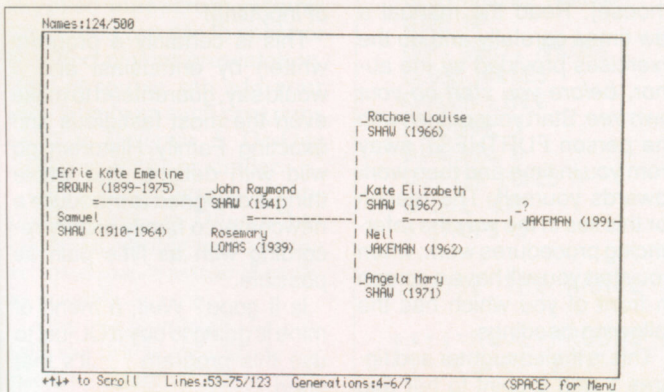 Names:124/500
_Rachael Louise
SHAW (1966)
_Effie Kate Emeline
BROWN (1899-1975)
_John Raymond
_Kate Elizabeth
_?
=
SHAW (1941)
SHAW (1967)
=
JAKEMAN (1991-
Samuel
=
Neil
SHAW (1910-1964)
Rosemary
JAKEMAN (1962)
LOMAS (1939)
_Angela Mary
SHAW (1971)
←↑↓→ to Scroll Lines:53-75/123 Generations:4-6/7 <SPACE> for Menu